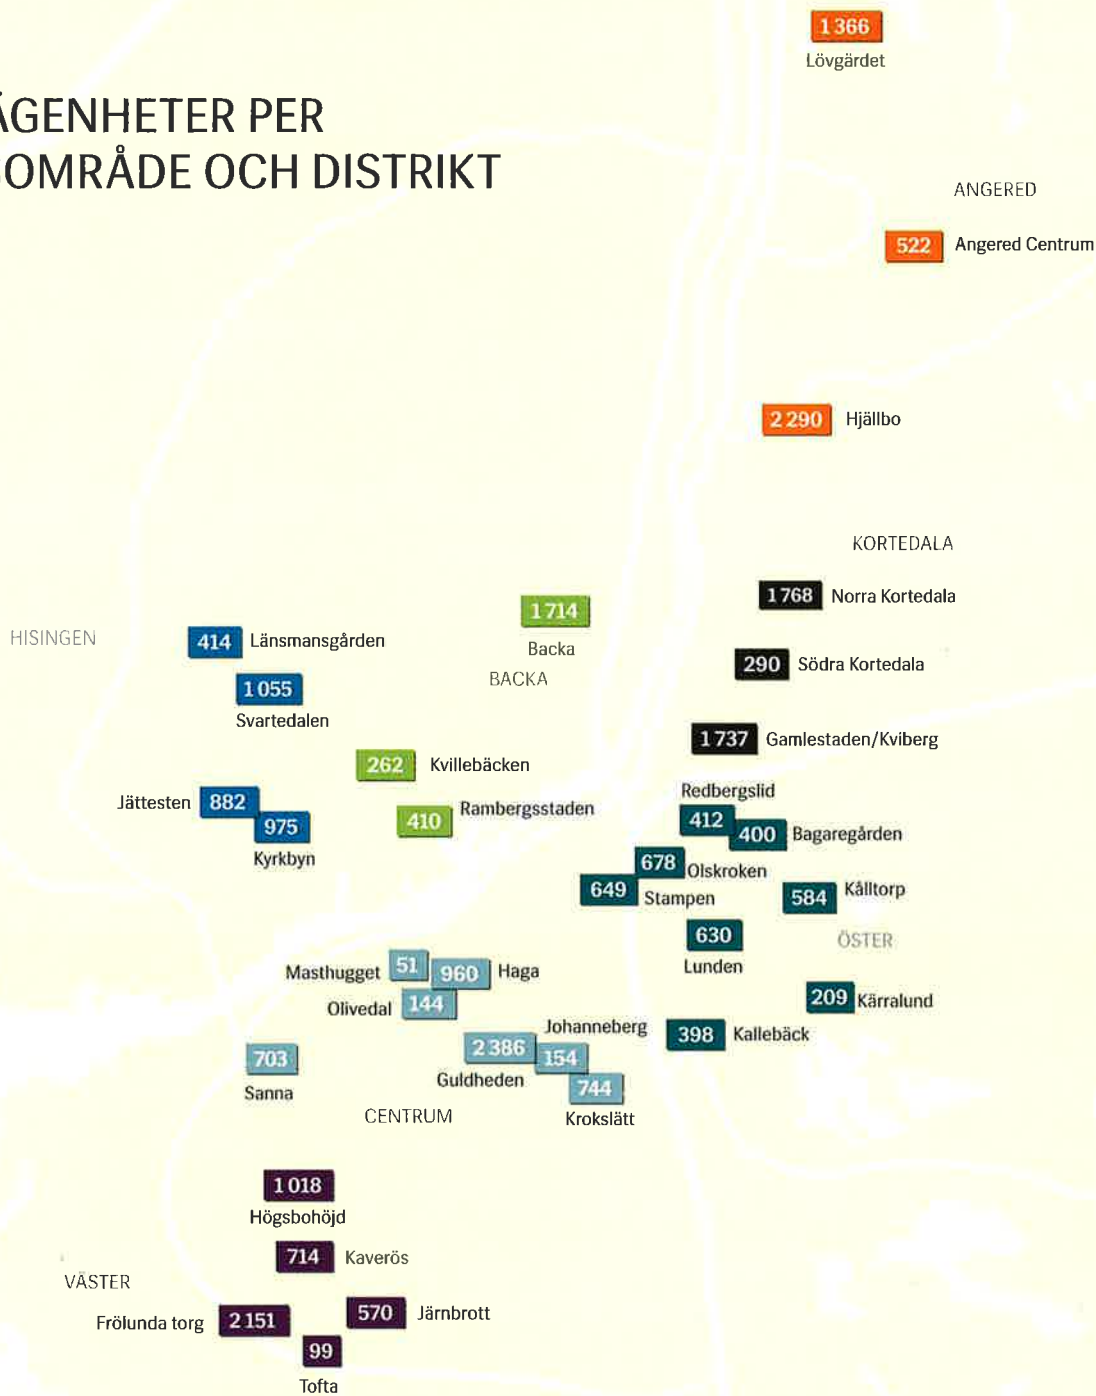 1 366
Lövgärdet
ÄGENHETER PER
OMRÅDE OCH DISTRIKT
ANGERED
522 Angered Centrum
2 290 Hjällbo
KORTEDALA
1 768 Norra Kortedala
1 714
Backa
BACKA
HISINGEN
414 Länsmansgården
290 Södra Kortedala
1 055
Svartedalen
1 737 Gamlestaden/Kviberg
262 Kvillebäcken
Redbergslid
412
400 Bagaregården
Jättesten 882
975
Kyrkbyn
410 Rambergsstaden
678 Olskroken
649 Stampen
584 Kålltorp
630
Lunden
ÖSTER
Masthugget 51
960 Haga
Olivedal 144
209 Kärralund
398 Kallebäck
Johanneberg
154
2 386
Guldheden
703
Sanna
744
Krokslätt
CENTRUM
1 018
Högsbohöjd
714 Kaverös
VÄSTER
Frölunda torg 2 151
570 Järnbrott
99
Tofta